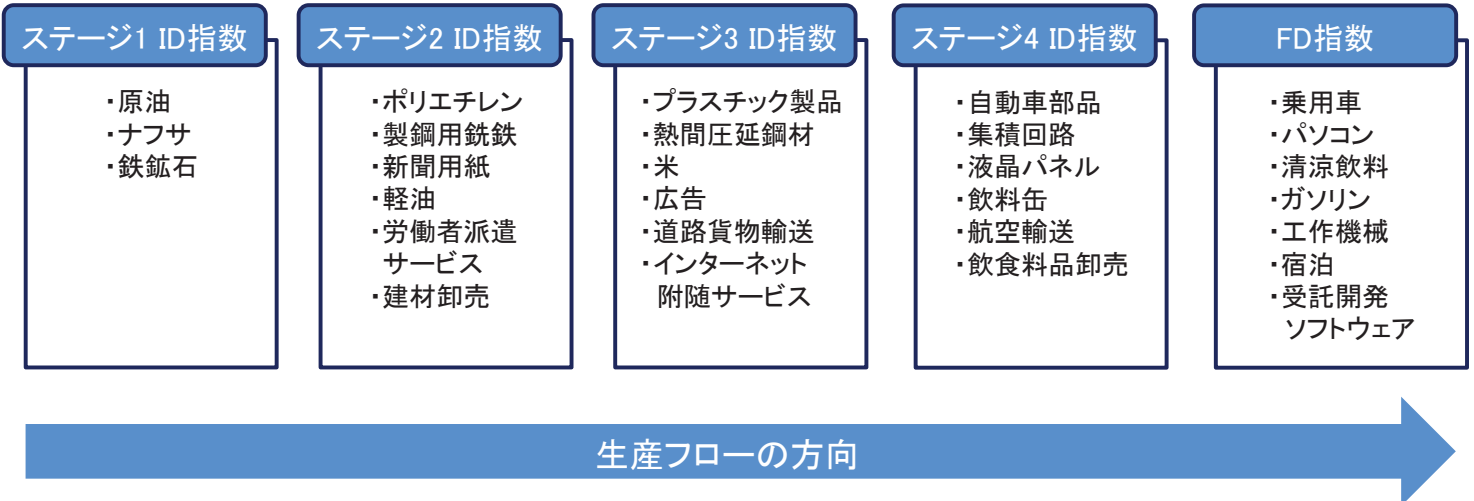 ステージ1 ID指数
・原油
・ナフサ
・鉄鉱石
ステージ2 ID指数
・ポリエチレン
・製鋼用銑鉄
・新聞用紙
・軽油
・労働者派遣
サービス
・建材卸売
ステージ3 ID指数
・プラスチック製品
・熱間圧延鋼材
・米
・広告
・道路貨物輸送
・インターネット
附随サービス
ステージ4 ID指数
・自動車部品
・集積回路
・液晶パネル
・飲料缶
・航空輸送
・飲食料品卸売
FD指数
・乗用車
・パソコン
・清涼飲料
・ガソリン
・工作機械
・宿泊
・受託開発
ソフトウェア
生産フローの方向